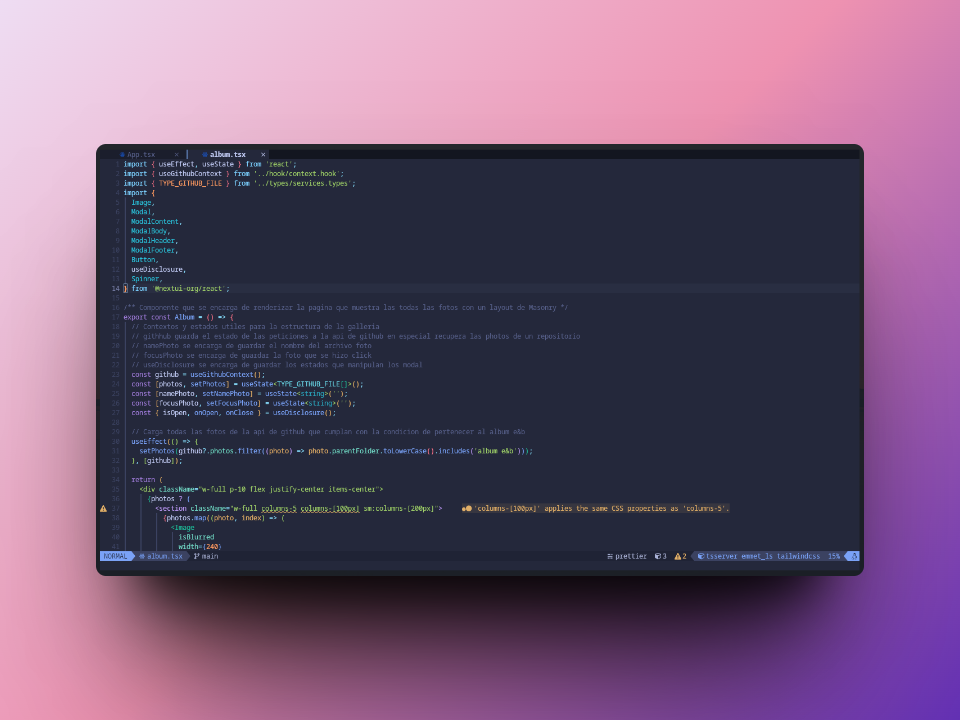 App.tsx × album.tsx ×
1 import { useEffect, useState } from 'react';
2 import { useGithubContext } from '../hook/context.hook';
3 import { TYPE_GITHUB_FILE } from '../types/services.types';
4 import {
5 Image,
6 Modal,
7 ModalContent,
8 ModalBody,
9 ModalHeader,
10 ModalFooter,
11 Button,
12 useDisclosure,
13 Spinner,
14 } from '@nextui-org/react';
15
16 /** Componente que se encarga de renderizar la pagina que muestra las todas las fotos con un layout de Masonry */
17 export const Album = () => {
18 // Contextos y estados utiles para la estructura de la galleria
19 // githhub guarda el estado de las peticiones a la api de github en especial recupera las photos de un repositorio
20 // namePhoto se encarga de guardar el nombre del archivo foto
21 // focusPhoto se encarga de guardar la foto que se hizo click
22 // useDisclosure se encarga de guardar los estados que manipulan los modal
23 const github = useGithubContext();
24 const [photos, setPhotos] = useState<TYPE_GITHUB_FILE[]>();
25 const [namePhoto, setNamePhoto] = useState<string>('');
26 const [focusPhoto, setFocusPhoto] = useState<string>('');
27 const { isOpen, onOpen, onClose } = useDisclosure();
28
29 // Carga todas las fotos de la api de github que cumplan con la condicion de pertenecer al album e&b
30 useEffect(() => {
31 setPhotos(github?.photos.filter((photo) => photo.parentFolder.toLowerCase().includes('album e&b')));
32 }, [github]);
33
34 return (
35 <div className="w-full p-10 flex justify-center items-center">
36 {photos ? (
37 <section className="w-full columns-5 columns-[100px] sm:columns-[200px]"> 'columns-[100px]' applies the same CSS properties as 'columns-5'.
38 {photos.map((photo, index) => (
39 <Image
40 isBlurred
41 width={240}
NORMAL album.tsx main prettier 3 2 tsserver emmet_ls tailwindcss 15%